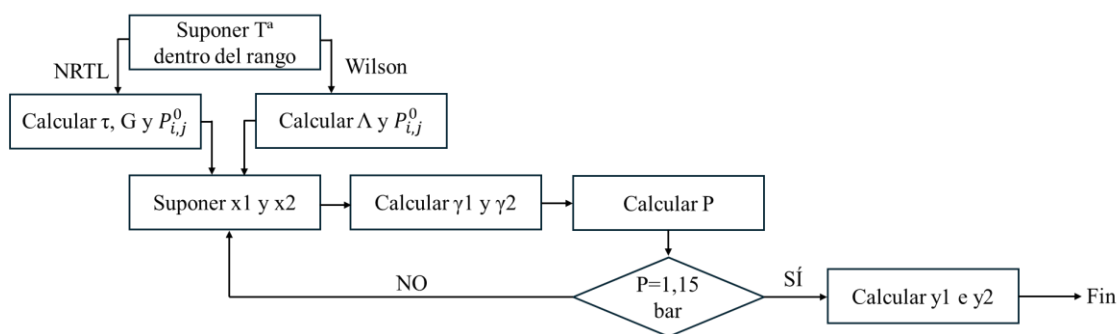 Suponer Tª
dentro del rango
NRTL
Wilson
Calcular τ, G y P⁰ᵢ,ⱼ
Calcular Λ y P⁰ᵢ,ⱼ
Suponer x1 y x2
Calcular γ1 y γ2
Calcular P
NO
P=1,15
bar
SÍ
Calcular y1 e y2
Fin